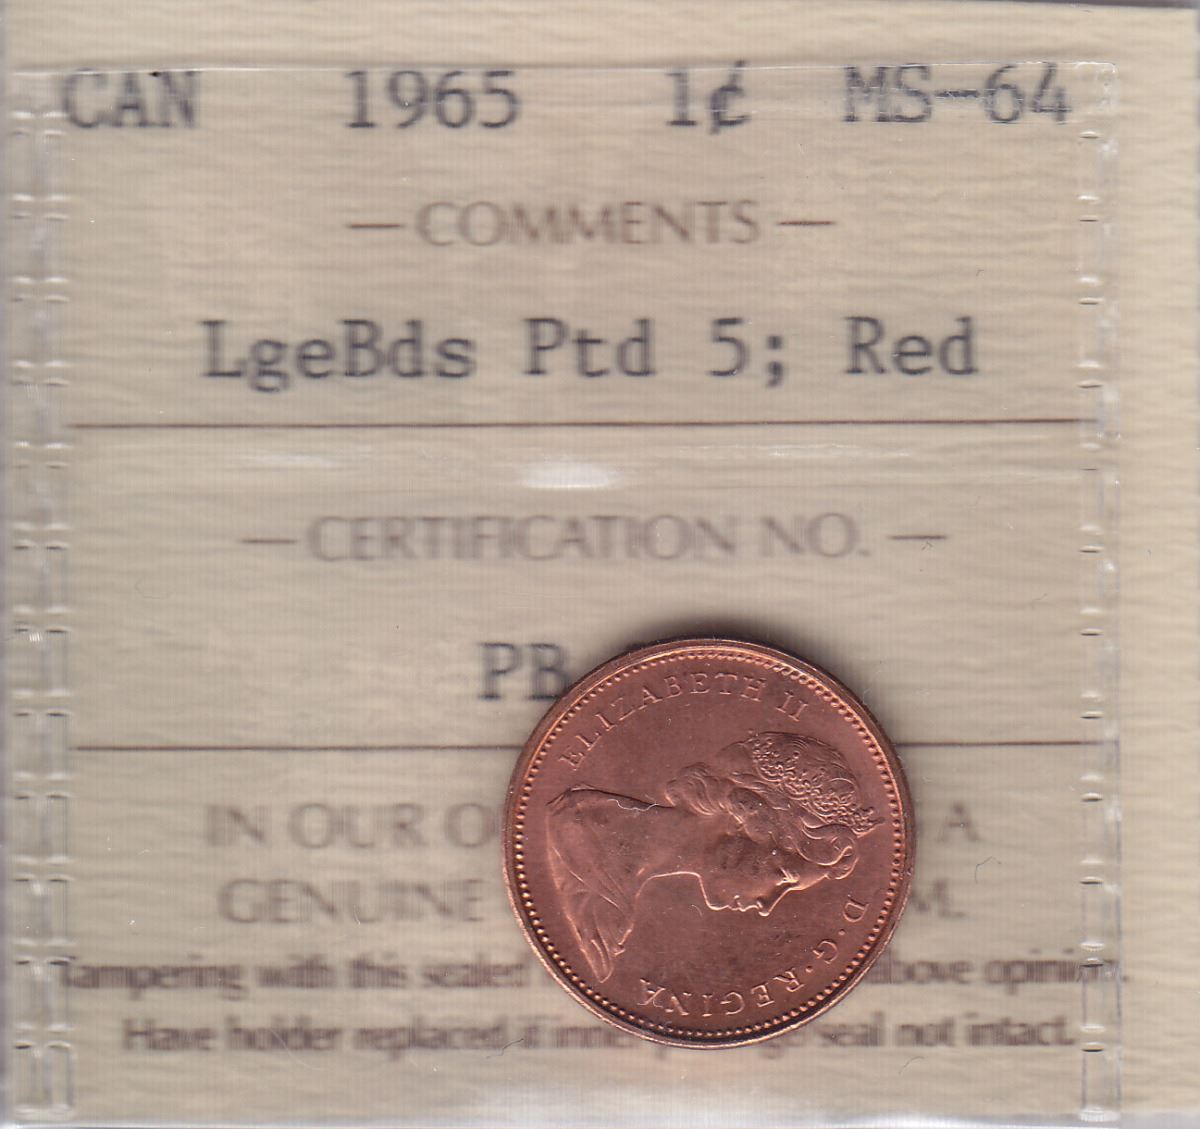 CAN 1965 1¢ MS-64
— COMMENTS —
LgeBds Ptd 5; Red
— CERTIFICATION NO. —
PB
IN OUR O A
GENUINE M.
Tampering with this sealed above opinion.
Have holder replaced if inner seal not intact.
ELIZABETH II D·G·REGINA